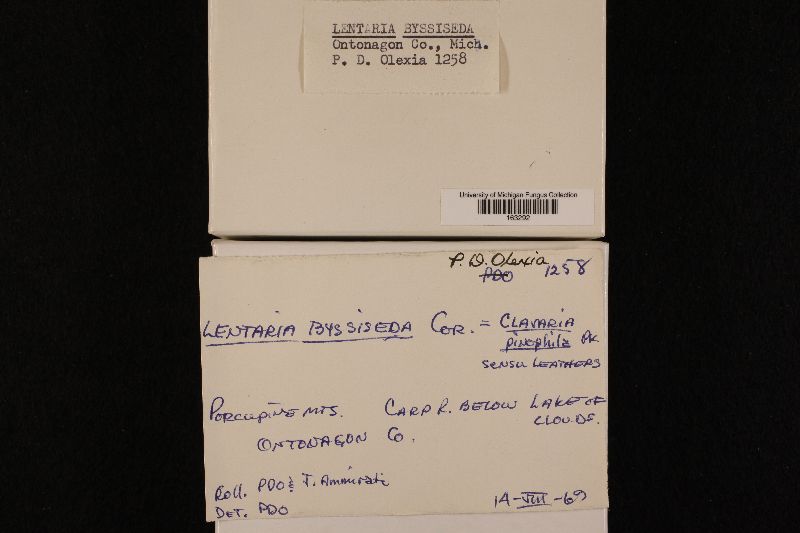 LENTARIA BYSSISEDA
Ontonagon Co., Mich.
P. D. Olexia 1258
University of Michigan Fungus Collection
163292
P. D. Olexia
PDO 1258
LENTARIA BYSSISEDA COR. = CLAVARIA
pinophila PK.
SENSU LEATHERS
PORCUPINE MTS. CARP R. BELOW LAKE OF
CLOUDS.
ONTONAGON Co.
Coll. PDO & J. Ammirati
DET. PDO
14-VIII-69